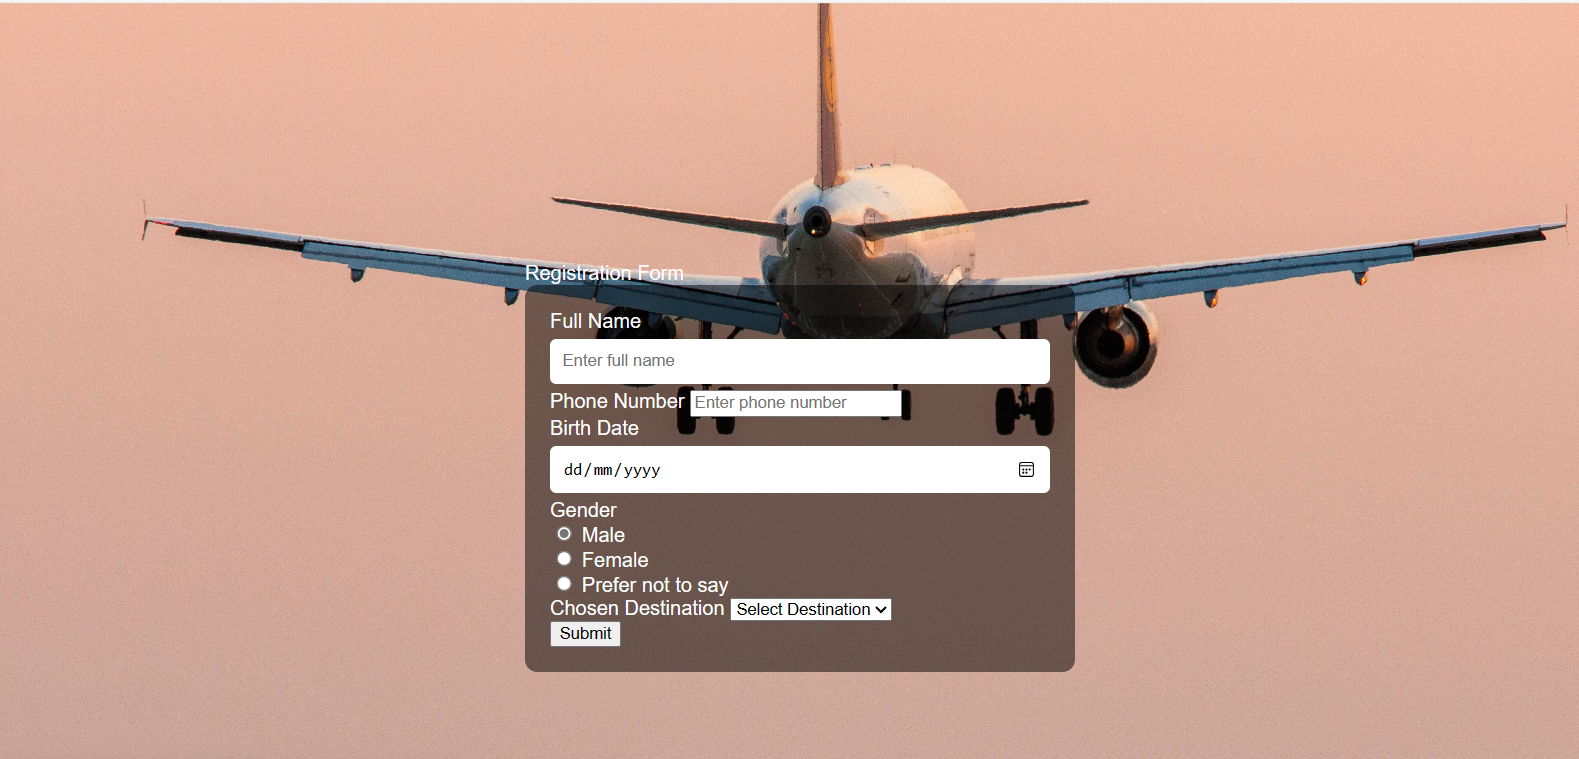 Registration Form
Full Name
Enter full name
Phone Number Enter phone number
Birth Date
dd/mm/yyyy
Gender
Male
Female
Prefer not to say
Chosen Destination Select Destination
Submit